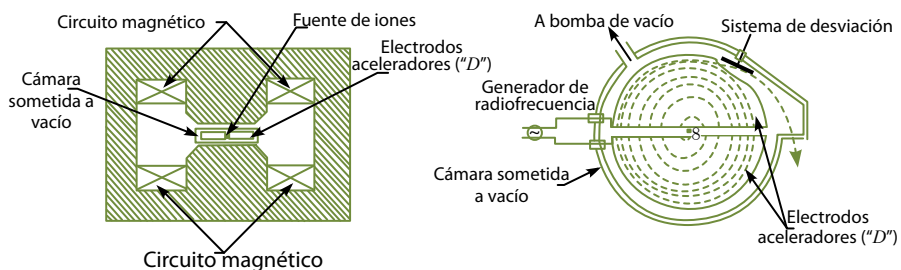 Circuito magnético
Fuente de iones
Electrodos
aceleradores ("D")
Cámara
sometida a
vacío
Circuito magnético
A bomba de vacío
Sistema de desviación
Generador de
radiofrecuencia
~
8
Cámara sometida
a vacío
Electrodos
aceleradores ("D")